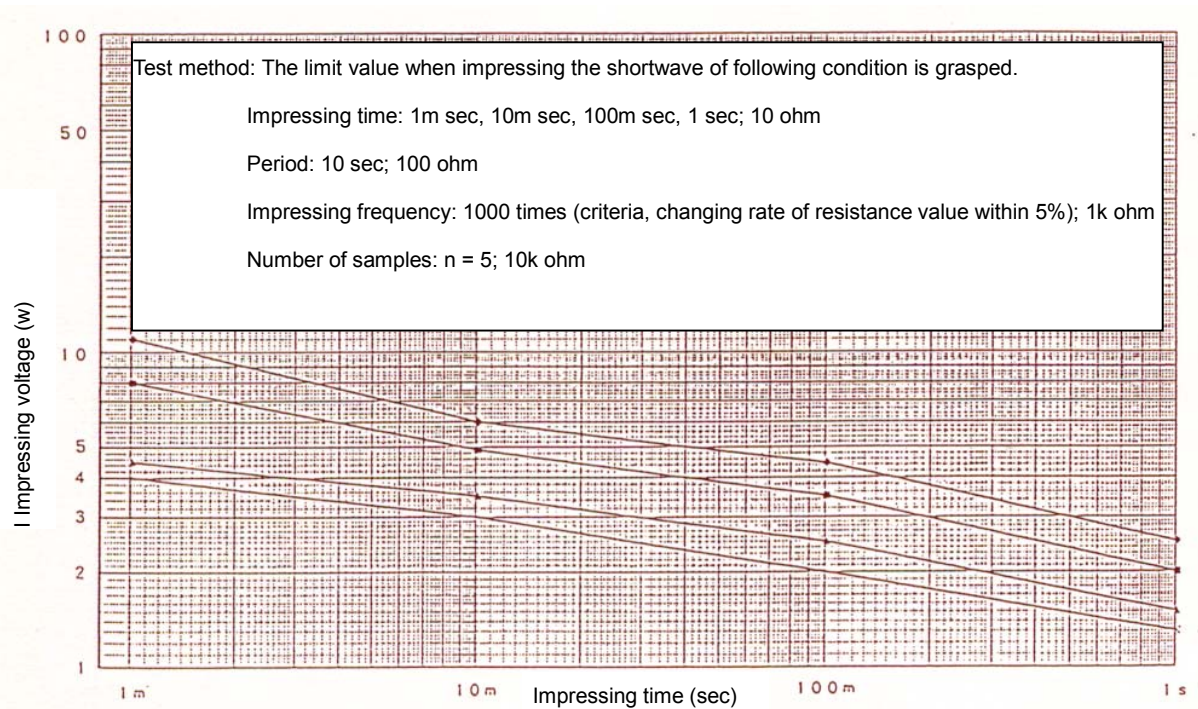 100
Test method: The limit value when impressing the shortwave of following condition is grasped.
Impressing time: 1m sec, 10m sec, 100m sec, 1 sec; 10 ohm
50
Period: 10 sec; 100 ohm
Impressing frequency: 1000 times (criteria, changing rate of resistance value within 5%); 1k ohm
Number of samples: n = 5; 10k ohm
I Impressing voltage (w)
10
5
4
3
2
1
1m
10m
100m
1s
Impressing time (sec)